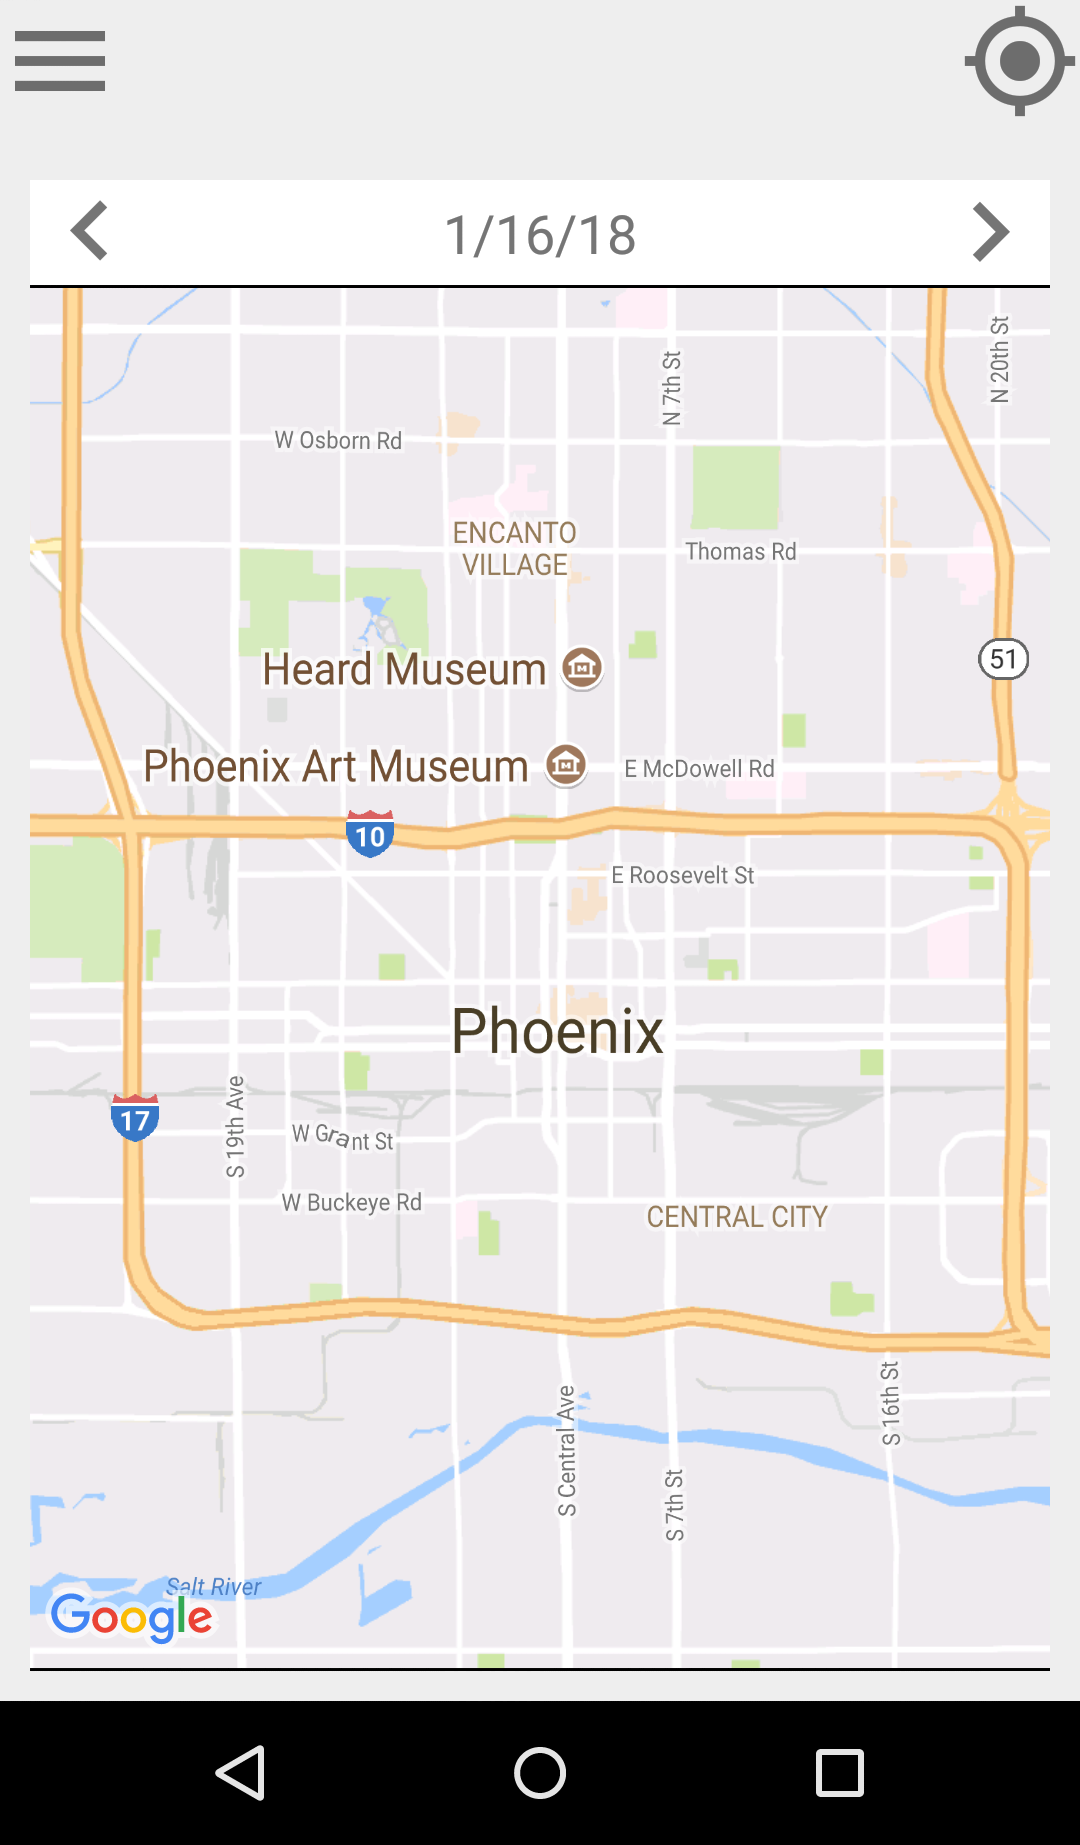 1/16/18
N 20th St
N 7th St
W Osborn Rd
ENCANTO
VILLAGE
Thomas Rd
Heard Museum
51
Phoenix Art Museum
E McDowell Rd
10
E Roosevelt St
Phoenix
17
S 19th Ave
W Grant St
W Buckeye Rd
CENTRAL CITY
S 16th St
S Central Ave
S 7th St
Salt River
Google